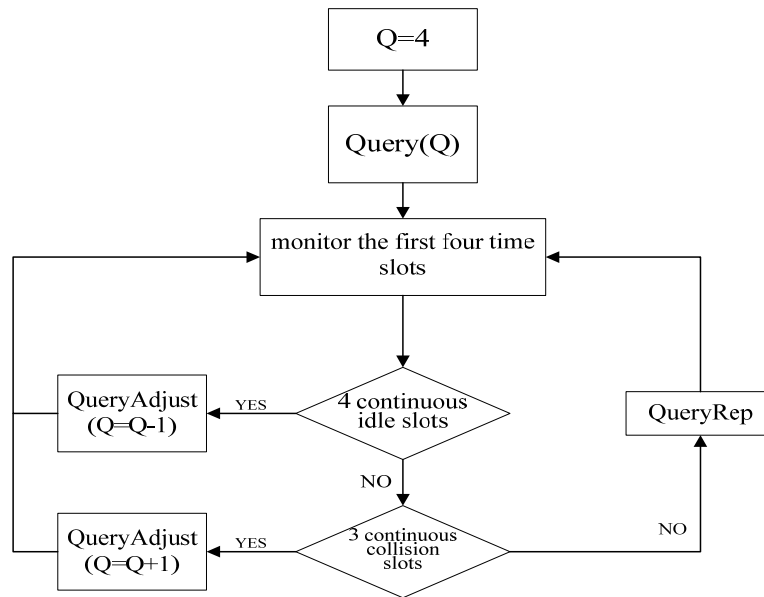 Q=4
Query(Q)
monitor the first four time
slots
QueryAdjust
(Q=Q-1)
YES
4 continuous
idle slots
QueryRep
NO
QueryAdjust
(Q=Q+1)
YES
3 continuous
collision
slots
NO